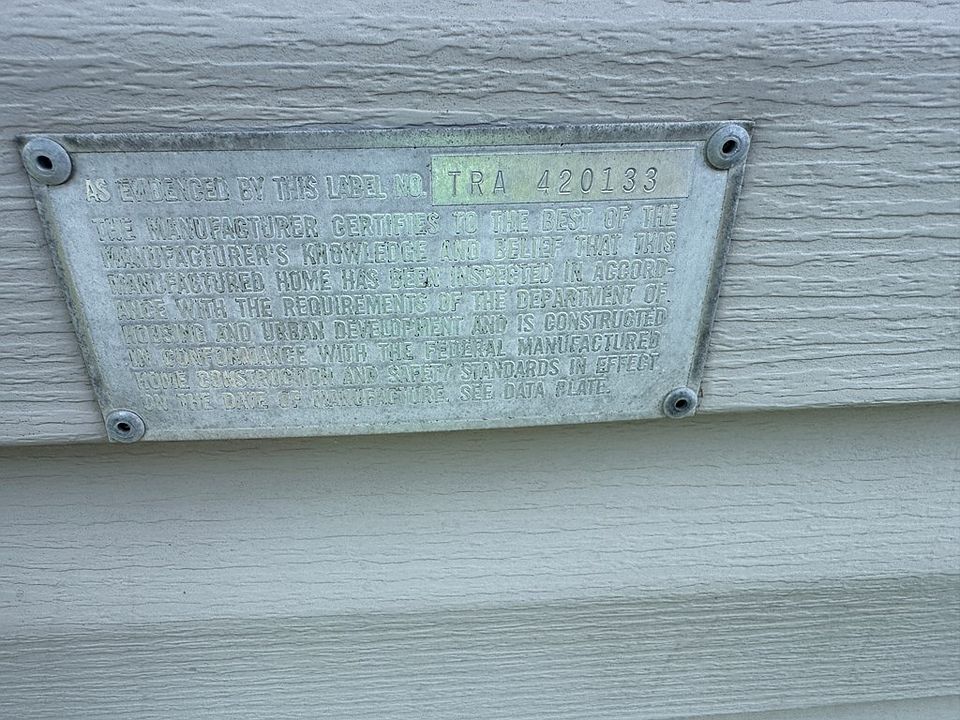 AS EVIDENCED BY THIS LABEL NO. TRA 420133
THE MANUFACTURER CERTIFIES TO THE BEST OF THE
MANUFACTURER'S KNOWLEDGE AND BELIEF THAT THIS
MANUFACTURED HOME HAS BEEN INSPECTED IN ACCORD-
ANCE WITH THE REQUIREMENTS OF THE DEPARTMENT OF
HOUSING AND URBAN DEVELOPMENT AND IS CONSTRUCTED
IN CONFORMANCE WITH THE FEDERAL MANUFACTURED
HOME CONSTRUCTION AND SAFETY STANDARDS IN EFFECT
ON THE DATE OF MANUFACTURE. SEE DATA PLATE.